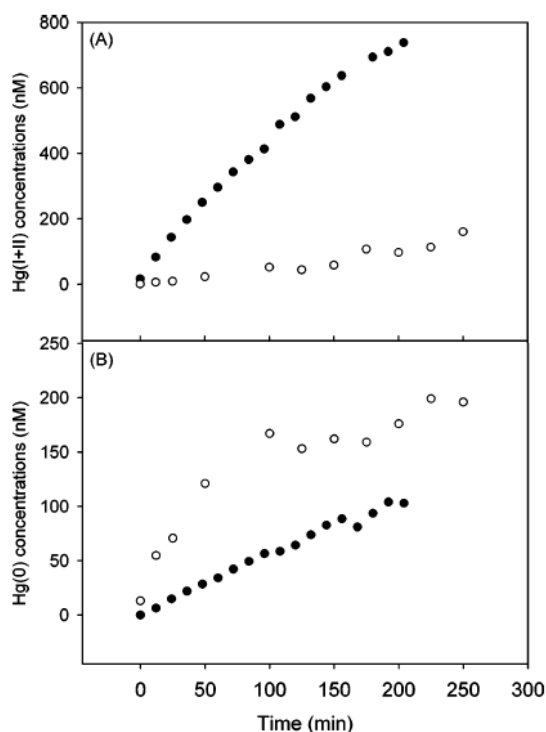 (A)
Hg(I+II) concentrations (nM)
800
600
400
200
0
(B)
Hg(0) concentrations (nM)
250
200
150
100
50
0
0 50 100 150 200 250 300
Time (min)